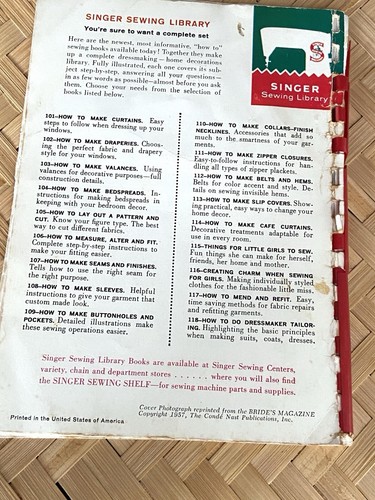 SINGER SEWING LIBRARY
You're sure to want a complete set
Here are the newest, most informative, "how to"
sewing books available today! Together they make
up a complete dressmaking—home decorations
library. Fully illustrated, each one covers its sub-
ject step-by-step, answering all your questions—
in as few words as possible—almost before you ask
them. Choose your needs from the selection of
books listed below.
S
SINGER
Sewing Library
101—HOW TO MAKE CURTAINS. Easy
steps to follow when dressing up your
windows.
102—HOW TO MAKE DRAPERIES. Choos-
ing the perfect fabric and drapery
style for your windows.
103—HOW TO MAKE VALANCES. Using
valances for decorative purposes—full
construction details.
104—HOW TO MAKE BEDSPREADS. In-
structions for making bedspreads in
keeping with your bedroom decor.
105—HOW TO LAY OUT A PATTERN AND
CUT. Know your figure type. The best
way to cut different fabrics.
106—HOW TO MEASURE, ALTER AND FIT.
Complete step-by-step instructions to
make your fitting easier.
107—HOW TO MAKE SEAMS AND FINISHES.
Tells how to use the right seam for
the right purpose.
108—HOW TO MAKE SLEEVES. Helpful
instructions to give your garment that
custom made look.
109—HOW TO MAKE BUTTONHOLES AND
POCKETS. Detailed illustrations make
these sewing operations easier.
110—HOW TO MAKE COLLARS-FINISH
NECKLINES. Accessories that add so
much to the smartness of your gar-
ments.
111—HOW TO MAKE ZIPPER CLOSURES.
Easy-to-follow instructions for han-
dling all types of zipper plackets.
112—HOW TO MAKE BELTS AND HEMS.
Belts for color accent and style. De-
tails on sewing invisible hems.
113—HOW TO MAKE SLIP COVERS. Show-
ing practical, easy ways to change your
home decor.
114—HOW TO MAKE CAFE CURTAINS.
Decorative treatments adaptable
for use in every room.
115—THINGS FOR LITTLE GIRLS TO SEW.
Fun things she can make for herself,
friends, her home and mother.
116—CREATING CHARM WHEN SEWING
FOR GIRLS. Making individually styled
clothes for the fashionable little miss.
117—HOW TO MEND AND REFIT. Easy,
time saving methods for fabric repairs
and refitting garments.
118—HOW TO DO DRESSMAKER TAILOR-
ING. Highlighting the basic principles
when making suits, coats, dresses.
Singer Sewing Library Books are available at Singer Sewing Centers,
variety, chain and department stores . . . . . . where you will also find
the SINGER SEWING SHELF—for sewing machine parts and supplies.
Cover Photograph reprinted from the BRIDE'S MAGAZINE
Copyright 1957, The Condé Nast Publications, Inc.
Printed in the United States of America